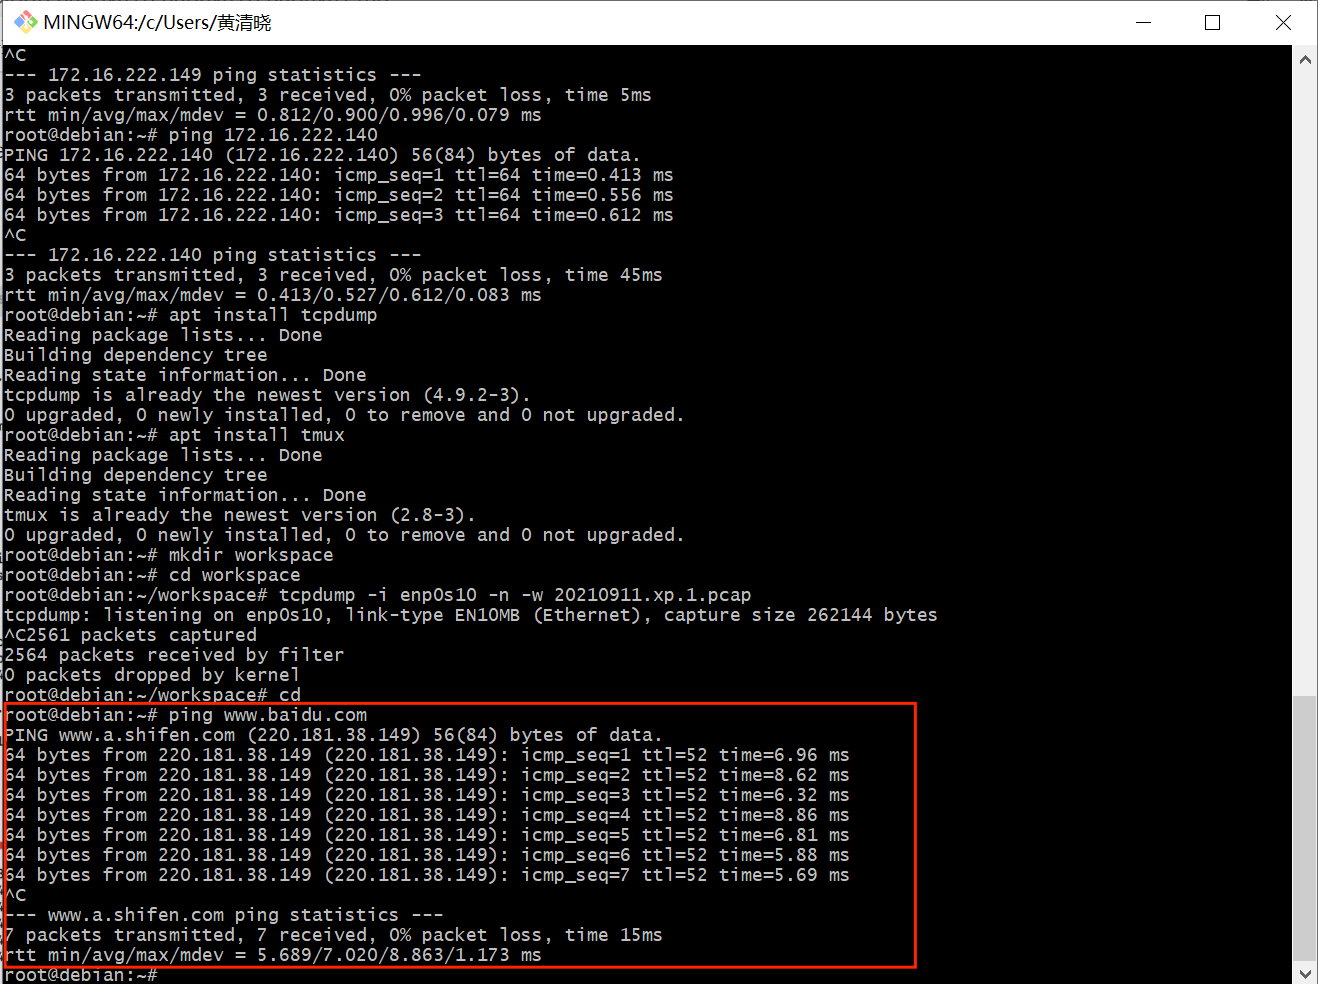 MINGW64:/c/Users/黄清晓
^C
--- 172.16.222.149 ping statistics ---
3 packets transmitted, 3 received, 0% packet loss, time 5ms
rtt min/avg/max/mdev = 0.812/0.900/0.996/0.079 ms
root@debian:~# ping 172.16.222.140
PING 172.16.222.140 (172.16.222.140) 56(84) bytes of data.
64 bytes from 172.16.222.140: icmp_seq=1 ttl=64 time=0.413 ms
64 bytes from 172.16.222.140: icmp_seq=2 ttl=64 time=0.556 ms
64 bytes from 172.16.222.140: icmp_seq=3 ttl=64 time=0.612 ms
^C
--- 172.16.222.140 ping statistics ---
3 packets transmitted, 3 received, 0% packet loss, time 45ms
rtt min/avg/max/mdev = 0.413/0.527/0.612/0.083 ms
root@debian:~# apt install tcpdump
Reading package lists... Done
Building dependency tree
Reading state information... Done
tcpdump is already the newest version (4.9.2-3).
0 upgraded, 0 newly installed, 0 to remove and 0 not upgraded.
root@debian:~# apt install tmux
Reading package lists... Done
Building dependency tree
Reading state information... Done
tmux is already the newest version (2.8-3).
0 upgraded, 0 newly installed, 0 to remove and 0 not upgraded.
root@debian:~# mkdir workspace
root@debian:~# cd workspace
root@debian:~/workspace# tcpdump -i enp0s10 -n -w 20210911.xp.1.pcap
tcpdump: listening on enp0s10, link-type EN10MB (Ethernet), capture size 262144 bytes
^C2561 packets captured
2564 packets received by filter
0 packets dropped by kernel
root@debian:~/workspace# cd
root@debian:~# ping www.baidu.com
PING www.a.shifen.com (220.181.38.149) 56(84) bytes of data.
64 bytes from 220.181.38.149 (220.181.38.149): icmp_seq=1 ttl=52 time=6.96 ms
64 bytes from 220.181.38.149 (220.181.38.149): icmp_seq=2 ttl=52 time=8.62 ms
64 bytes from 220.181.38.149 (220.181.38.149): icmp_seq=3 ttl=52 time=6.32 ms
64 bytes from 220.181.38.149 (220.181.38.149): icmp_seq=4 ttl=52 time=8.86 ms
64 bytes from 220.181.38.149 (220.181.38.149): icmp_seq=5 ttl=52 time=6.81 ms
64 bytes from 220.181.38.149 (220.181.38.149): icmp_seq=6 ttl=52 time=5.88 ms
64 bytes from 220.181.38.149 (220.181.38.149): icmp_seq=7 ttl=52 time=5.69 ms
^C
--- www.a.shifen.com ping statistics ---
7 packets transmitted, 7 received, 0% packet loss, time 15ms
rtt min/avg/max/mdev = 5.689/7.020/8.863/1.173 ms
root@debian:~#